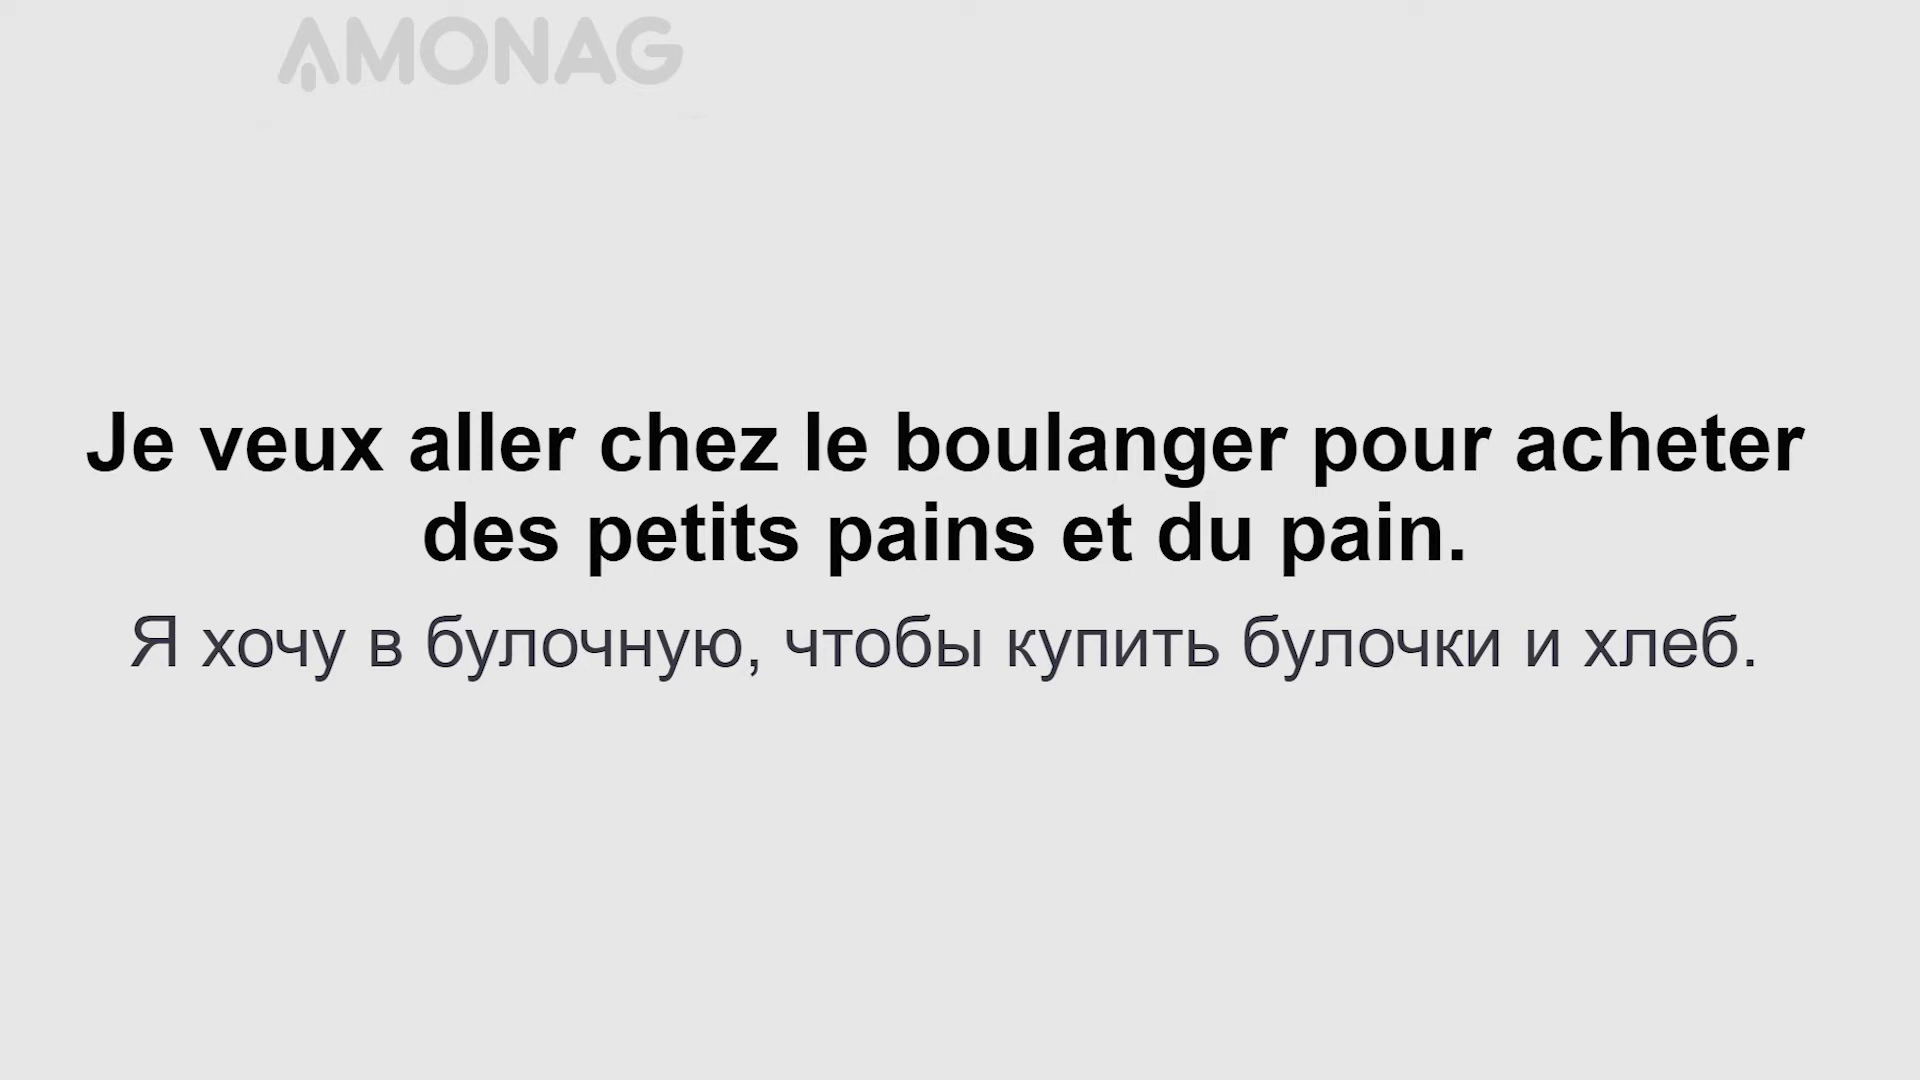 AMONAG
Je veux aller chez le boulanger pour acheter
des petits pains et du pain.
Я хочу в булочную, чтобы купить булочки и хлеб.